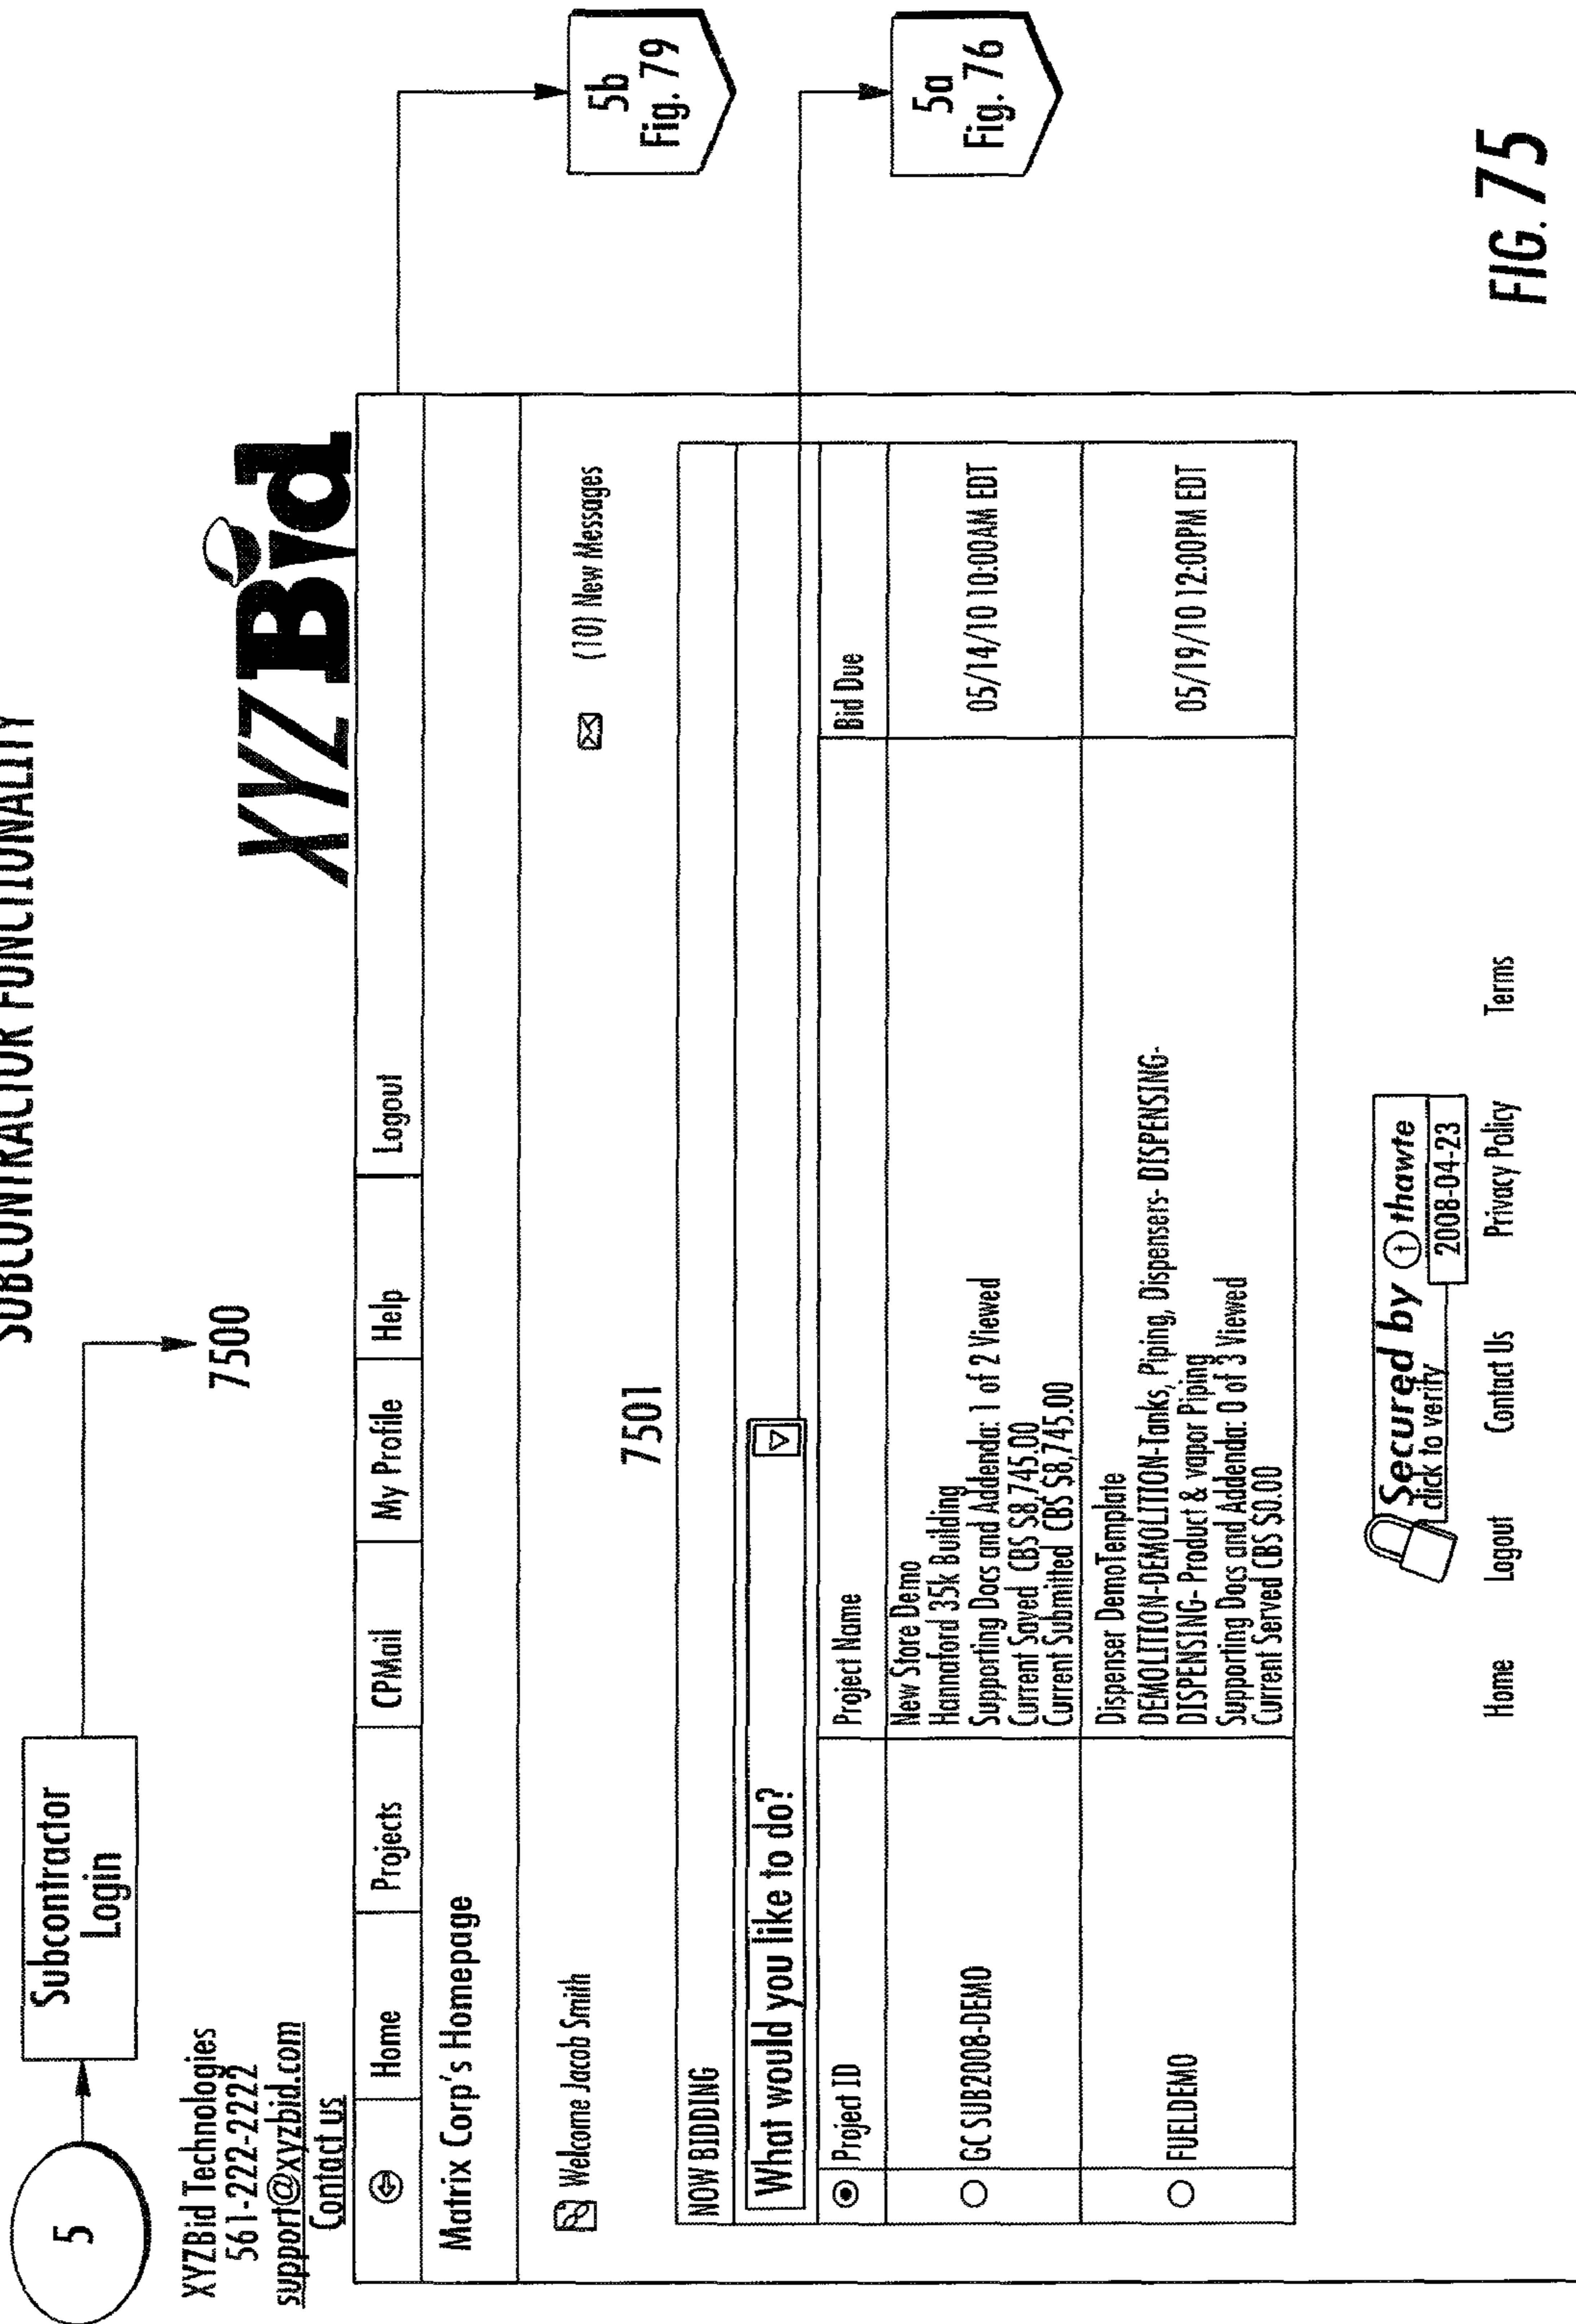 SUBCONTRACTOR FUNCTIONALITY
5
Subcontractor
Login
7500
XYZBid Technologies
561-222-2222
support@xyzbid.com
Contact us
XYZBid
Home Projects CPMail My Profile Help Logout
Matrix Corp's Homepage
Welcome Jacob Smith
(10) New Messages
7501
NOW BIDDING
What would you like to do?
Project ID Project Name Bid Due
GC SUB2008-DEMO
New Store Demo
Hannaford 35k Building
Supporting Docs and Addenda: 1 of 2 Viewed
Current Saved CBS $8,745.00
Current Submitted CBS $8,745.00
05/14/10 10:00AM EDT
FUELDEMO
Dispenser DemoTemplate
DEMOLITION-DEMOLITION-Tanks, Piping, Dispensers- DISPENSING-
DISPENSING- Product & vapor Piping
Supporting Docs and Addenda: 0 of 3 Viewed
Current Served CBS $0.00
05/19/10 12:00PM EDT
5b
Fig. 79
5a
Fig. 76
Secured by t thawte
click to verify
2008-04-23
Home Logout Contact Us Privacy Policy Terms
FIG. 75